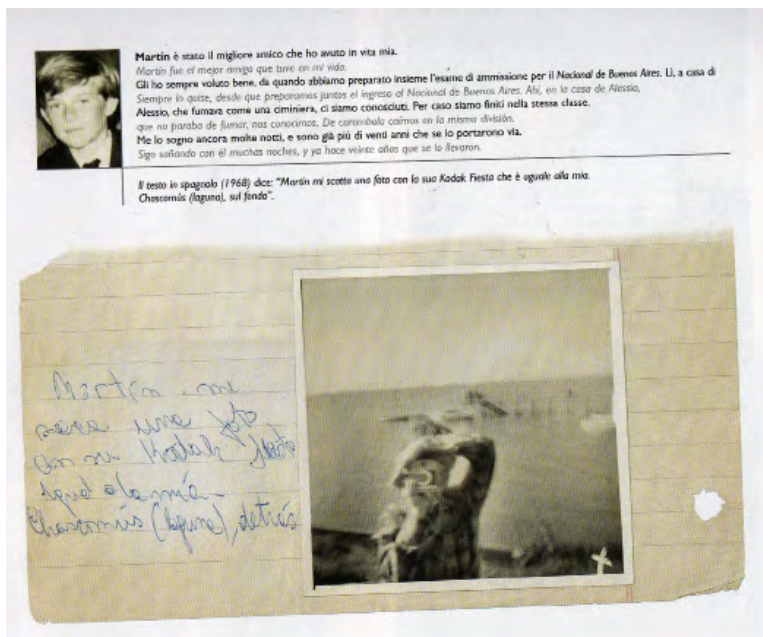 Martín è stato il migliore amico che ho avuto in vita mia.
Martín fue el mejor amigo que tuve en mi vida.
Gli ho sempre voluto bene, da quando abbiamo preparato insieme l'esame di ammissione per il Nacional de Buenos Aires. Lì, a casa di
Siempre lo quise, desde que preparamos juntos el ingreso al Nacional de Buenos Aires. Ahí, en la casa de Alessio,
Alessio, che fumava come una ciminiera, ci siamo conosciuti. Per caso siamo finiti nella stessa classe.
que no paraba de fumar, nos conocimos. De carambola caímos en la misma división.
Me lo sogno ancora molte notti, e sono già più di venti anni che se lo portarono via.
Sigo soñando con él muchas noches, y ya hace veinte años que se lo llevaron.
Il testo in spagnolo (1968) dice: "Martín mi scatta una foto con la sua Kodak Fiesta che è uguale alla mia.
Chascomús (laguna), sul fondo".
Martín me
saca una foto
con su Kodak fiesta
igual a la mía-
Chascomús (laguna), detrás